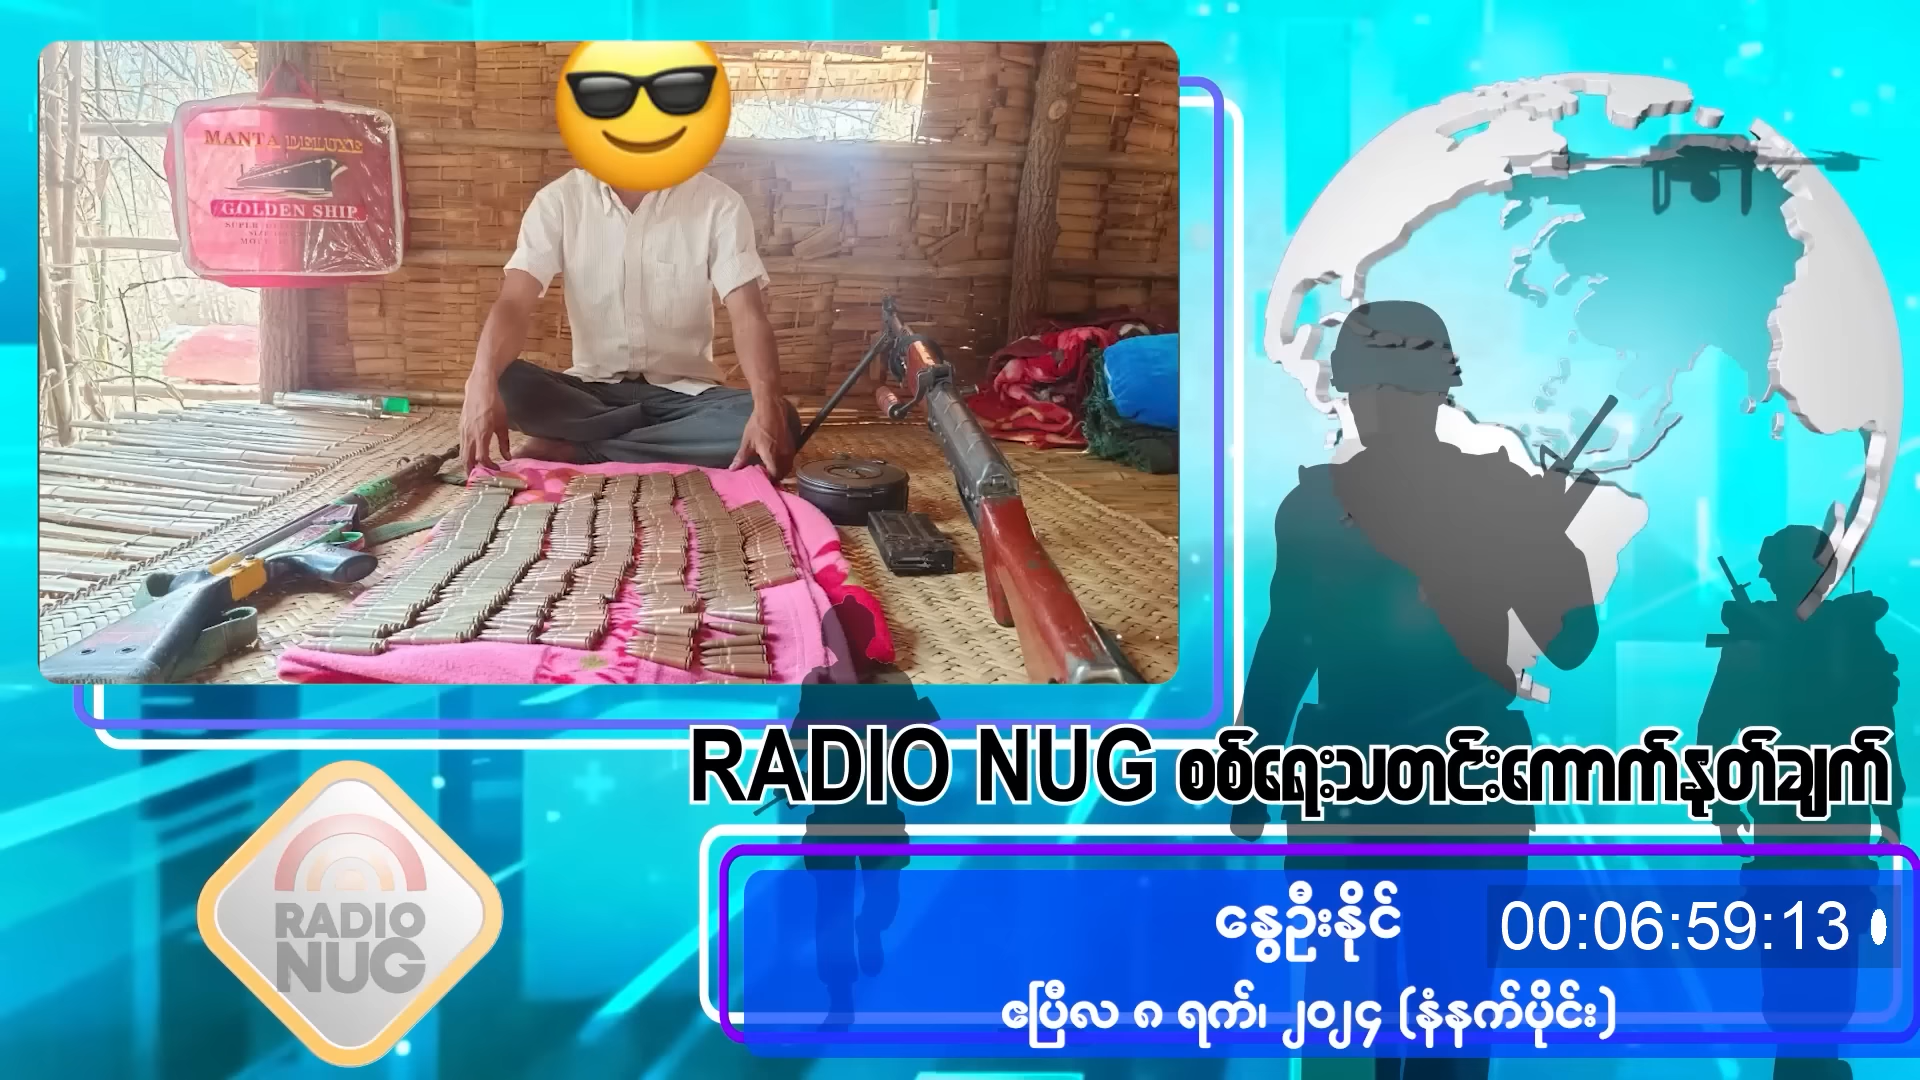 MANTA DELUXE
GOLDEN SHIP
RADIO NUG စစ်ရေးသတင်းကောက်နုတ်ချက်
နွေဦးနိုင်
00:06:59:13
ဧပြီလ ၈ ရက်၊ ၂၀၂၄ (နံနက်ပိုင်း)
RADIO
NUG